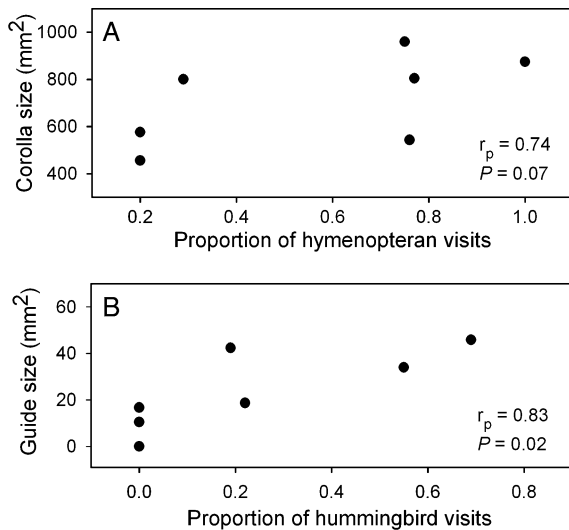 A
1000
800
600
400
Corolla size (mm²)
r_p = 0.74
P = 0.07
0.2 0.4 0.6 0.8 1.0
Proportion of hymenopteran visits
B
60
40
20
0
Guide size (mm²)
r_p = 0.83
P = 0.02
0.0 0.2 0.4 0.6 0.8
Proportion of hummingbird visits